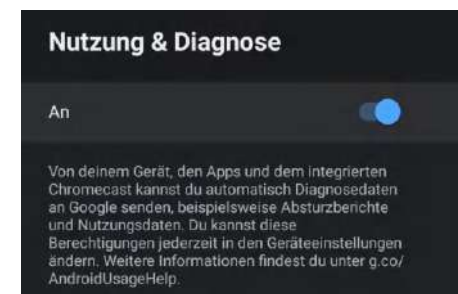 Nutzung & Diagnose
An
Von deinem Gerät, den Apps und dem integrierten
Chromecast kannst du automatisch Diagnosedaten
an Google senden, beispielsweise Absturzberichte
und Nutzungsdaten. Du kannst diese
Berechtigungen jederzeit in den Geräteeinstellungen
ändern. Weitere Informationen findest du unter g.co/
AndroidUsageHelp.